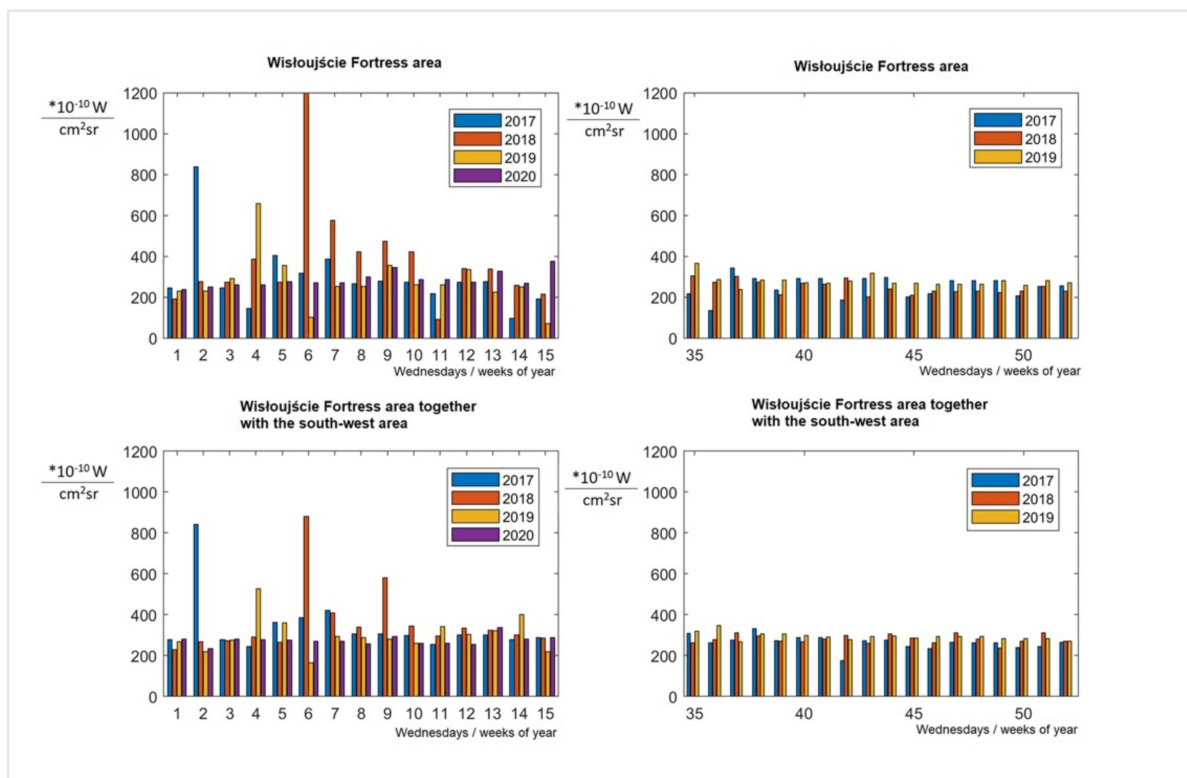 Wisłoujście Fortress area
*10-10 W
cm2sr
1200
1000
800
600
400
200
0
2017
2018
2019
2020
1 2 3 4 5 6 7 8 9 10 11 12 13 14 15
Wednesdays / weeks of year
Wisłoujście Fortress area
*10-10 W
cm2sr
1200
1000
800
600
400
200
0
2017
2018
2019
35 40 45 50
Wednesdays / weeks of year
Wisłoujście Fortress area together
with the south-west area
*10-10 W
cm2sr
1200
1000
800
600
400
200
0
2017
2018
2019
2020
1 2 3 4 5 6 7 8 9 10 11 12 13 14 15
Wednesdays / weeks of year
Wisłoujście Fortress area together
with the south-west area
*10-10 W
cm2sr
1200
1000
800
600
400
200
0
2017
2018
2019
35 40 45 50
Wednesdays / weeks of year